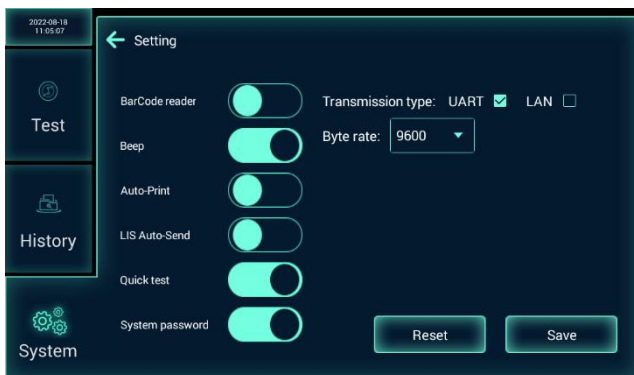 2022-08-18
11:05:07
Setting
Test
History
System
BarCode reader
Beep
Auto-Print
LIS Auto-Send
Quick test
System password
Transmission type: UART LAN
Byte rate: 9600
Reset Save